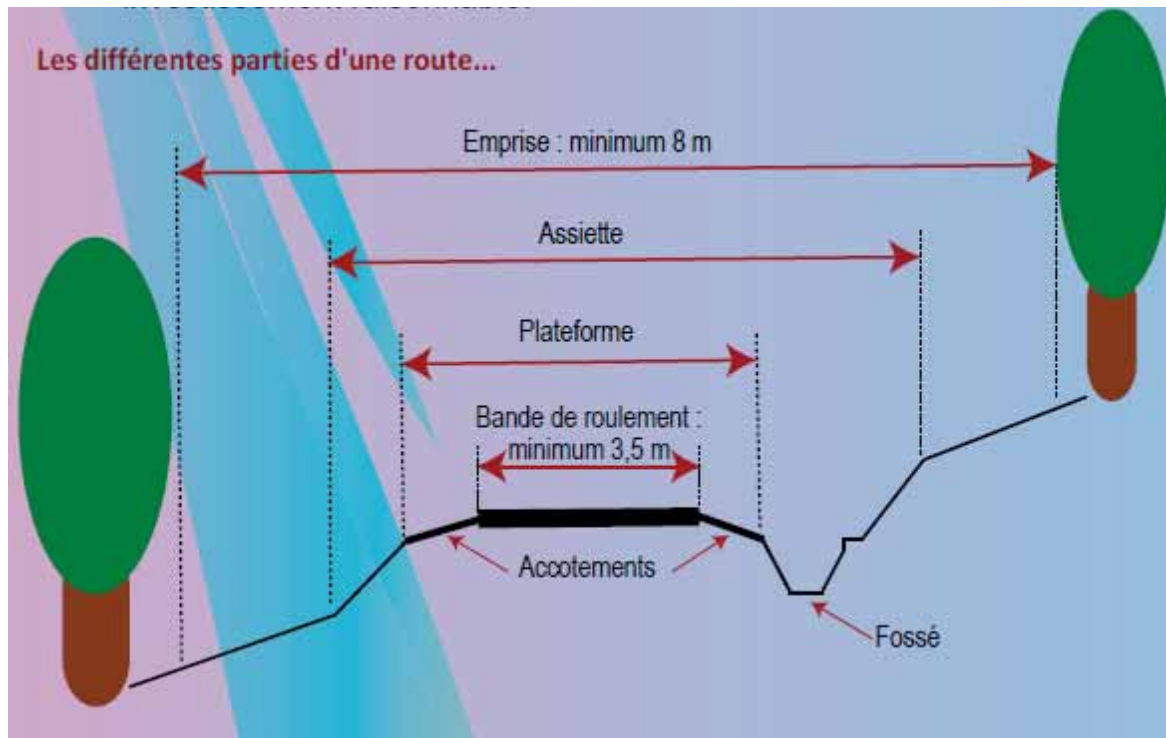 Les différentes parties d'une route...
Emprise : minimum 8 m
Assiette
Plateforme
Bande de roulement :
minimum 3,5 m
Accotements
Fossé